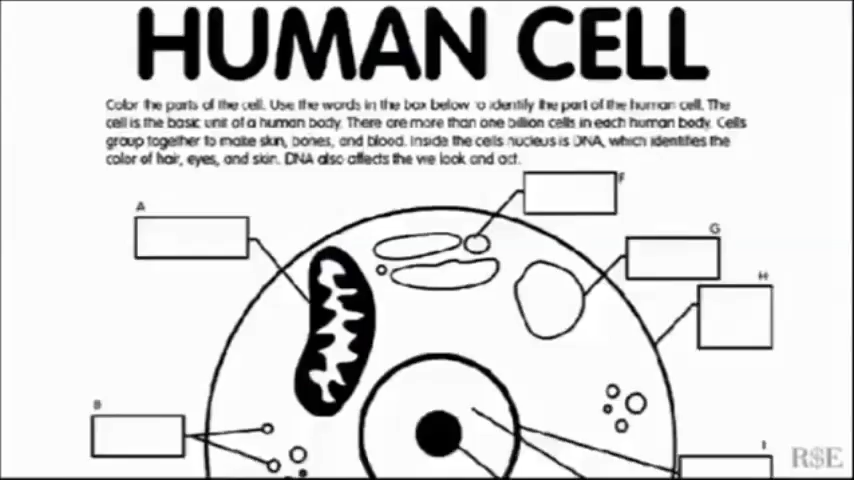 HUMAN CELL
Color the parts of the cell. Use the words in the box below to identify the part of the human cell. The
cell is the basic unit of a human body. There are more than one billion cells in each human body. Cells
group together to make skin, bones, and blood. Inside the cells nucleus is DNA, which identifies the
color of hair, eyes, and skin. DNA also affects the we look and act.
F
A
G
H
B
I
R$E